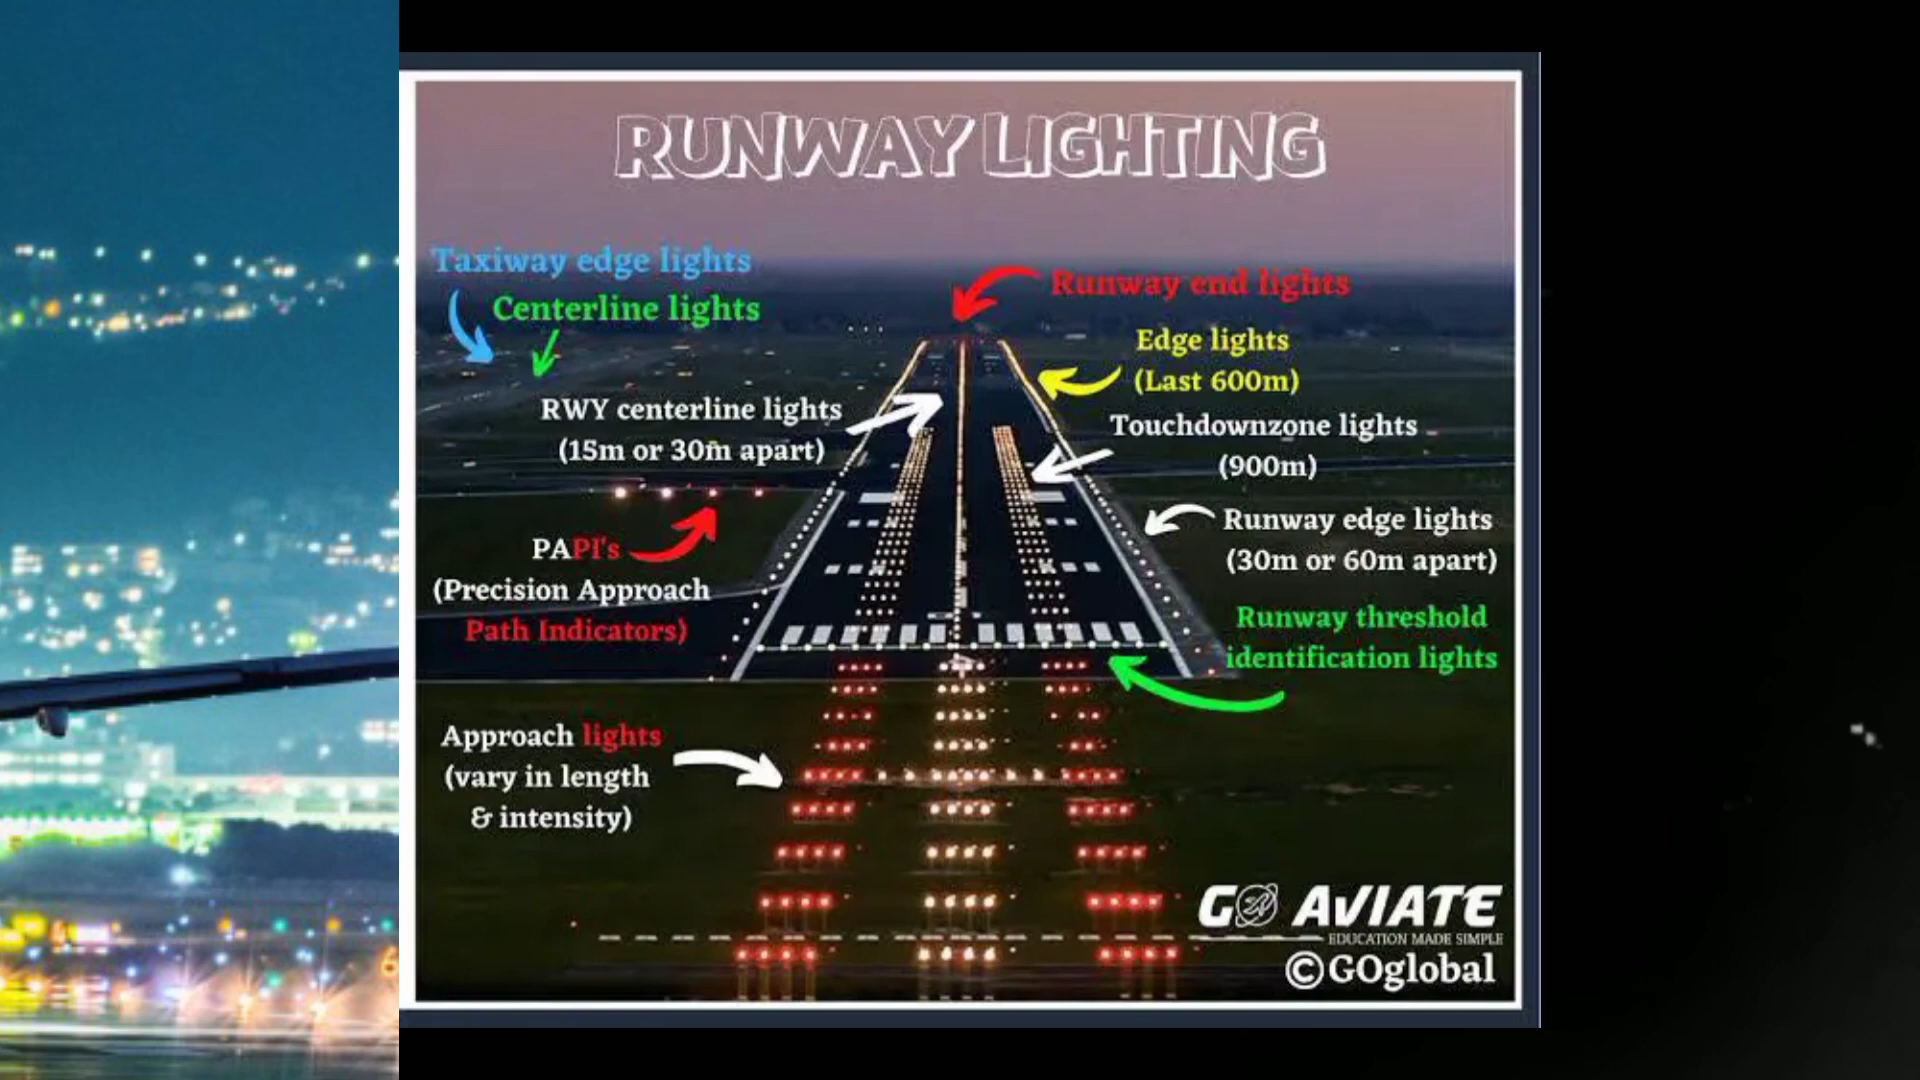 RUNWAY LIGHTING
Taxiway edge lights
Centerline lights
Runway end lights
Edge lights
(Last 600m)
RWY centerline lights
(15m or 30m apart)
Touchdownzone lights
(900m)
Runway edge lights
(30m or 60m apart)
PAPI's
(Precision Approach
Path Indicators)
Runway threshold
identification lights
Approach lights
(vary in length
& intensity)
GO AVIATE
EDUCATION MADE SIMPLE
©GOglobal